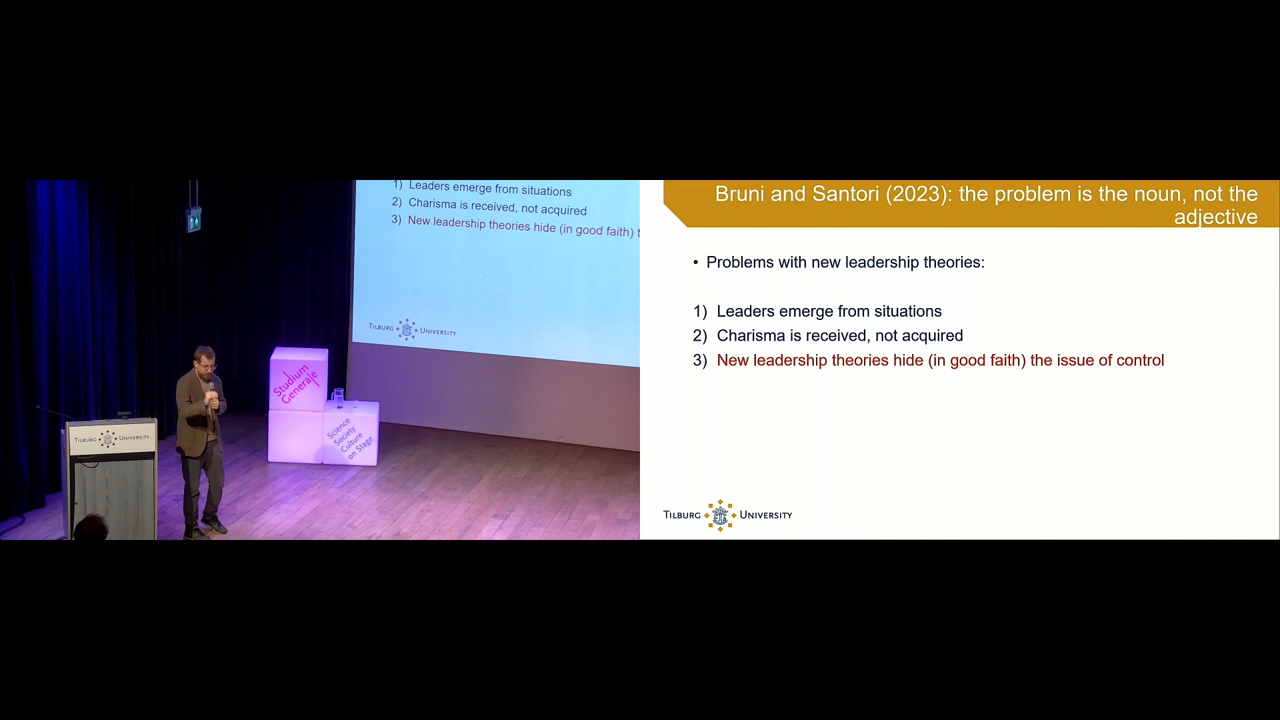 1) Leaders emerge from situations
2) Charisma is received, not acquired
3) New leadership theories hide (in good faith) t
TILBURG UNIVERSITY
Studium
Generale
Science
Society
Culture
on Stage
TILBURG UNIVERSITY
Bruni and Santori (2023): the problem is the noun, not the
adjective
• Problems with new leadership theories:
1) Leaders emerge from situations
2) Charisma is received, not acquired
3) New leadership theories hide (in good faith) the issue of control
TILBURG UNIVERSITY